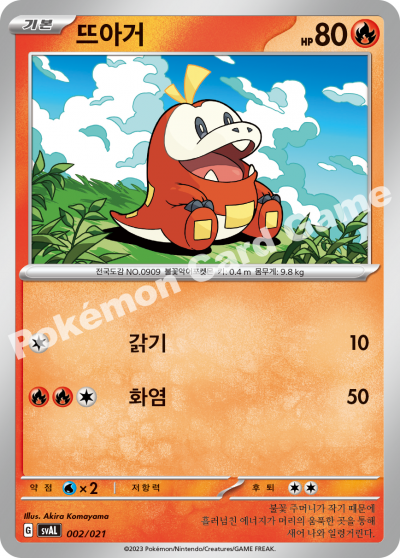 기본 뜨아거 HP 80
전국도감 NO.0909 불꽃악어포켓몬 키: 0.4 m 몸무게: 9.8 kg
Pokémon Card Game
할퀴기 10
화염 50
약점 ×2 저항력 후퇴
Illus. Akira Komayama
G svAL 002/021
불꽃 주머니가 작기 때문에
흘러넘친 에너지가 머리의 움푹한 곳을 통해
새어 나와 일렁거린다.
©2023 Pokémon/Nintendo/Creatures/GAME FREAK.